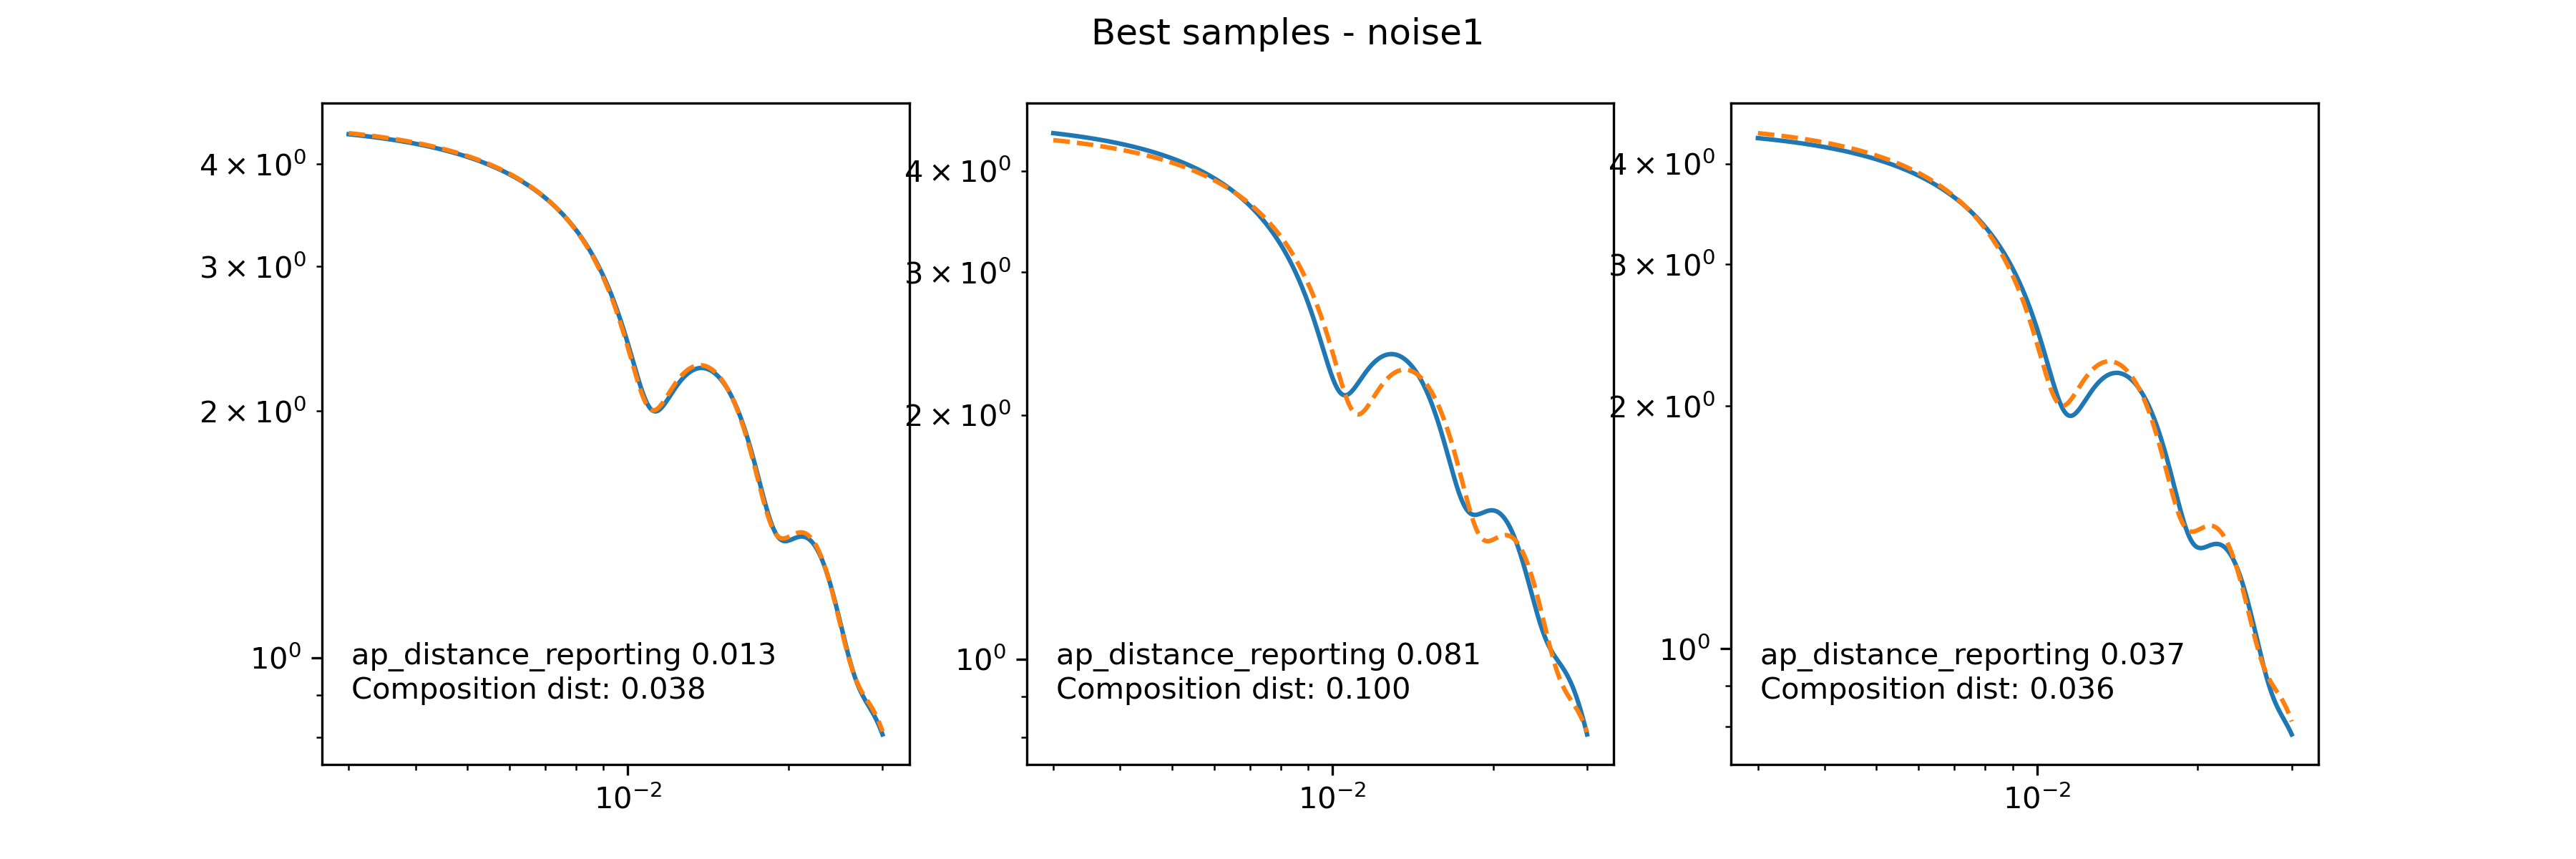 Best samples - noise1
4 × 10⁰
3 × 10⁰
2 × 10⁰
10⁰
ap_distance_reporting 0.013
Composition dist: 0.038
10⁻²
4 × 10⁰
3 × 10⁰
2 × 10⁰
10⁰
ap_distance_reporting 0.081
Composition dist: 0.100
10⁻²
4 × 10⁰
3 × 10⁰
2 × 10⁰
10⁰
ap_distance_reporting 0.037
Composition dist: 0.036
10⁻²